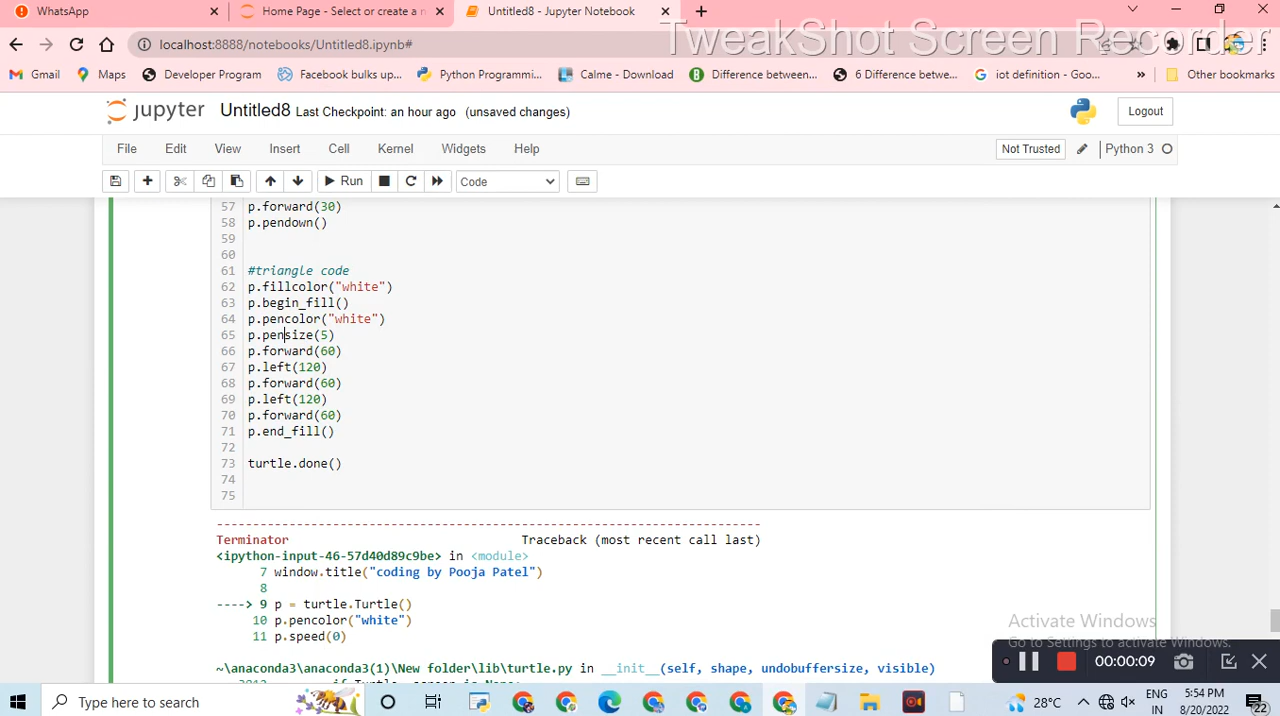 WhatsApp
Home Page - Select or create a n
Untitled8 - Jupyter Notebook
TweakShot Screen Recorder
localhost:8888/notebooks/Untitled8.ipynb#
Gmail
Maps
Developer Program
Facebook bulks up...
Python Programmi...
Calme - Download
Difference between...
6 Difference betwe...
iot definition - Goo...
»
Other bookmarks
jupyter
Untitled8 Last Checkpoint: an hour ago (unsaved changes)
Logout
File Edit View Insert Cell Kernel Widgets Help
Not Trusted
Python 3
Run
Code
57 p.forward(30)
58 p.pendown()
59
60
61 #triangle code
62 p.fillcolor("white")
63 p.begin_fill()
64 p.pencolor("white")
65 p.pensize(5)
66 p.forward(60)
67 p.left(120)
68 p.forward(60)
69 p.left(120)
70 p.forward(60)
71 p.end_fill()
72
73 turtle.done()
74
75
---------------------------------------------------------------------------
Terminator Traceback (most recent call last)
<ipython-input-46-57d40d89c9be> in <module>
7 window.title("coding by Pooja Patel")
8
----> 9 p = turtle.Turtle()
10 p.pencolor("white")
11 p.speed(0)
~\anaconda3\anaconda3(1)\New folder\lib\turtle.py in __init__(self, shape, undobuffersize, visible)
Activate Windows
Go to Settings to activate Windows.
00:00:09
Type here to search
28°C
ENG
IN
5:54 PM
8/20/2022
22